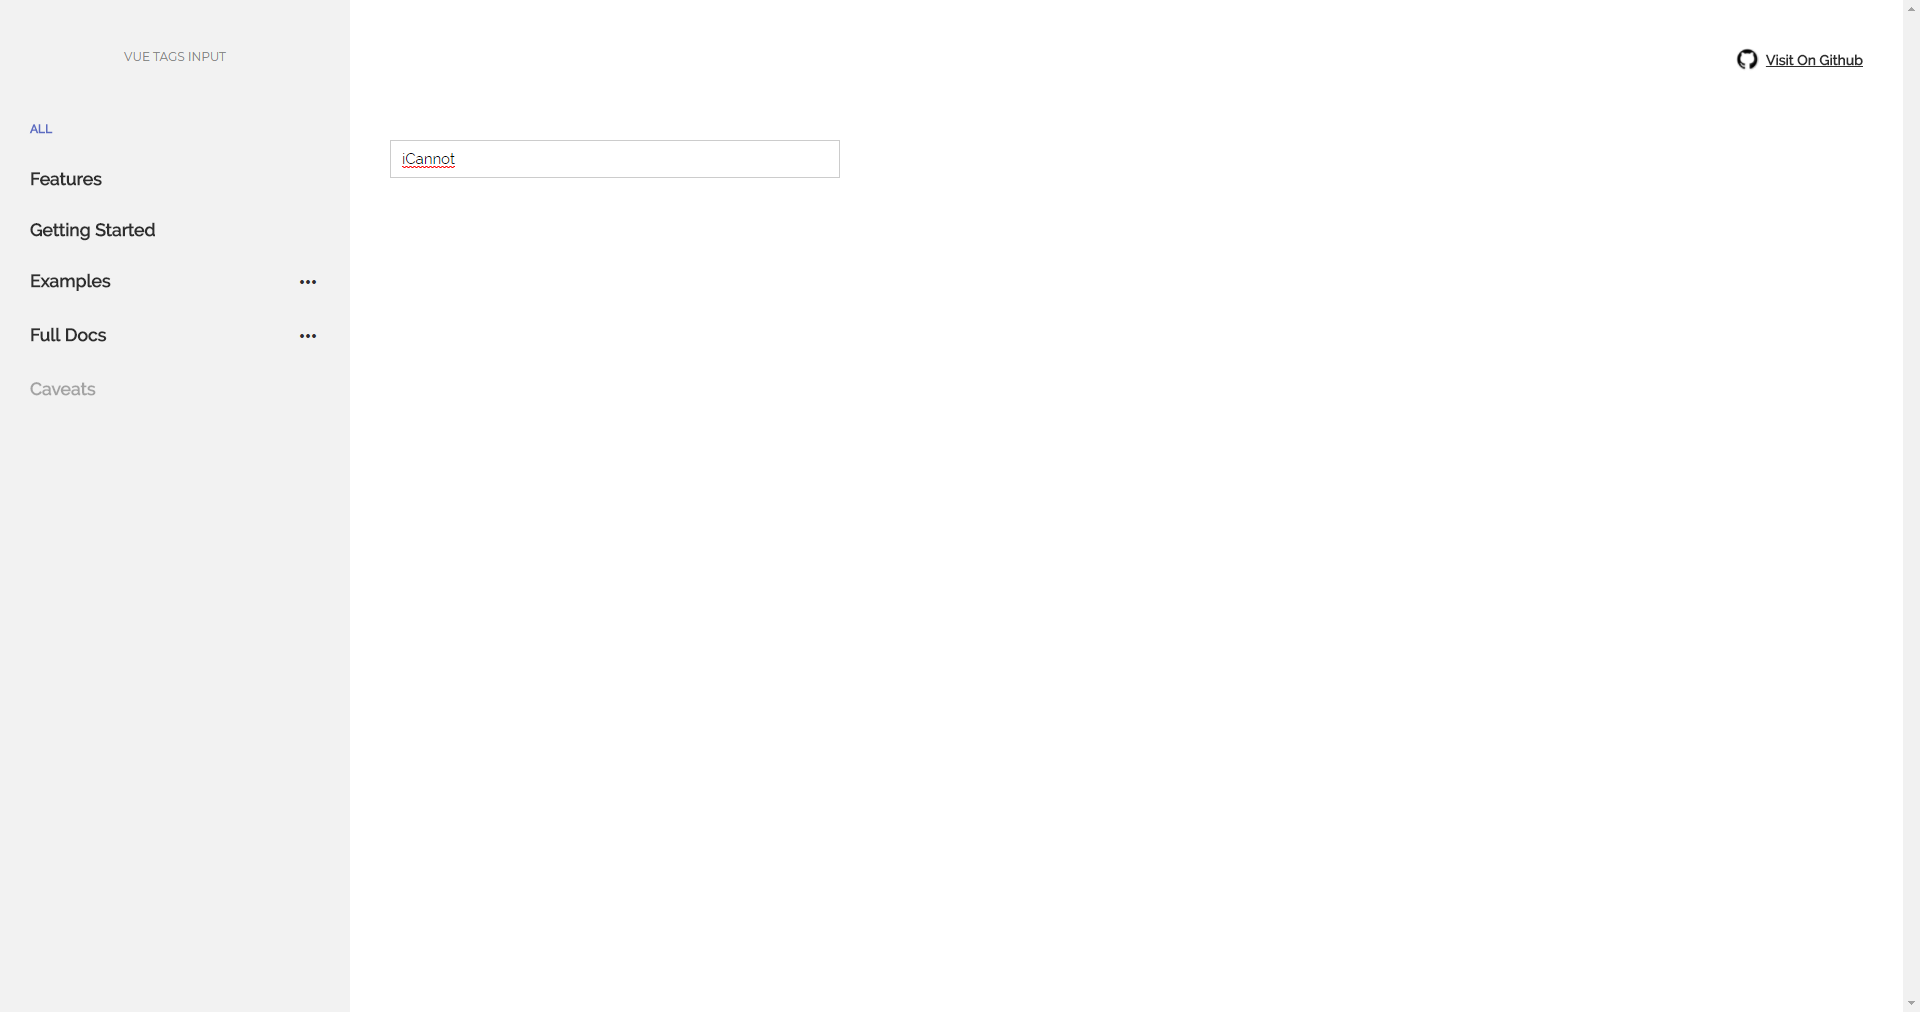 VUE TAGS INPUT
Visit On Github
ALL
iCannot
Features
Getting Started
Examples
Full Docs
Caveats